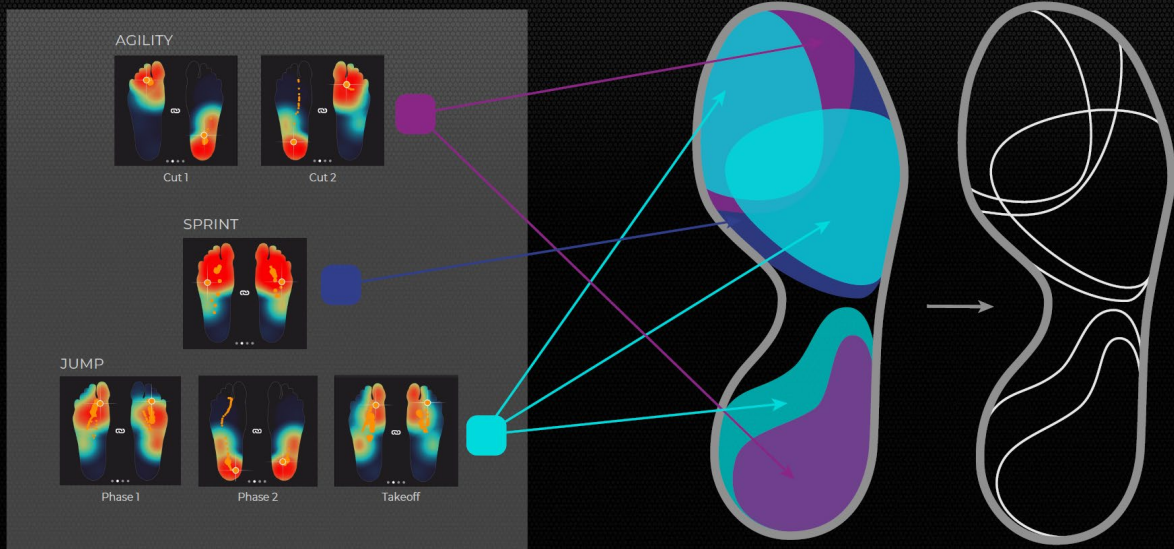 AGILITY
Cut 1
Cut 2
SPRINT
JUMP
Phase 1
Phase 2
Takeoff